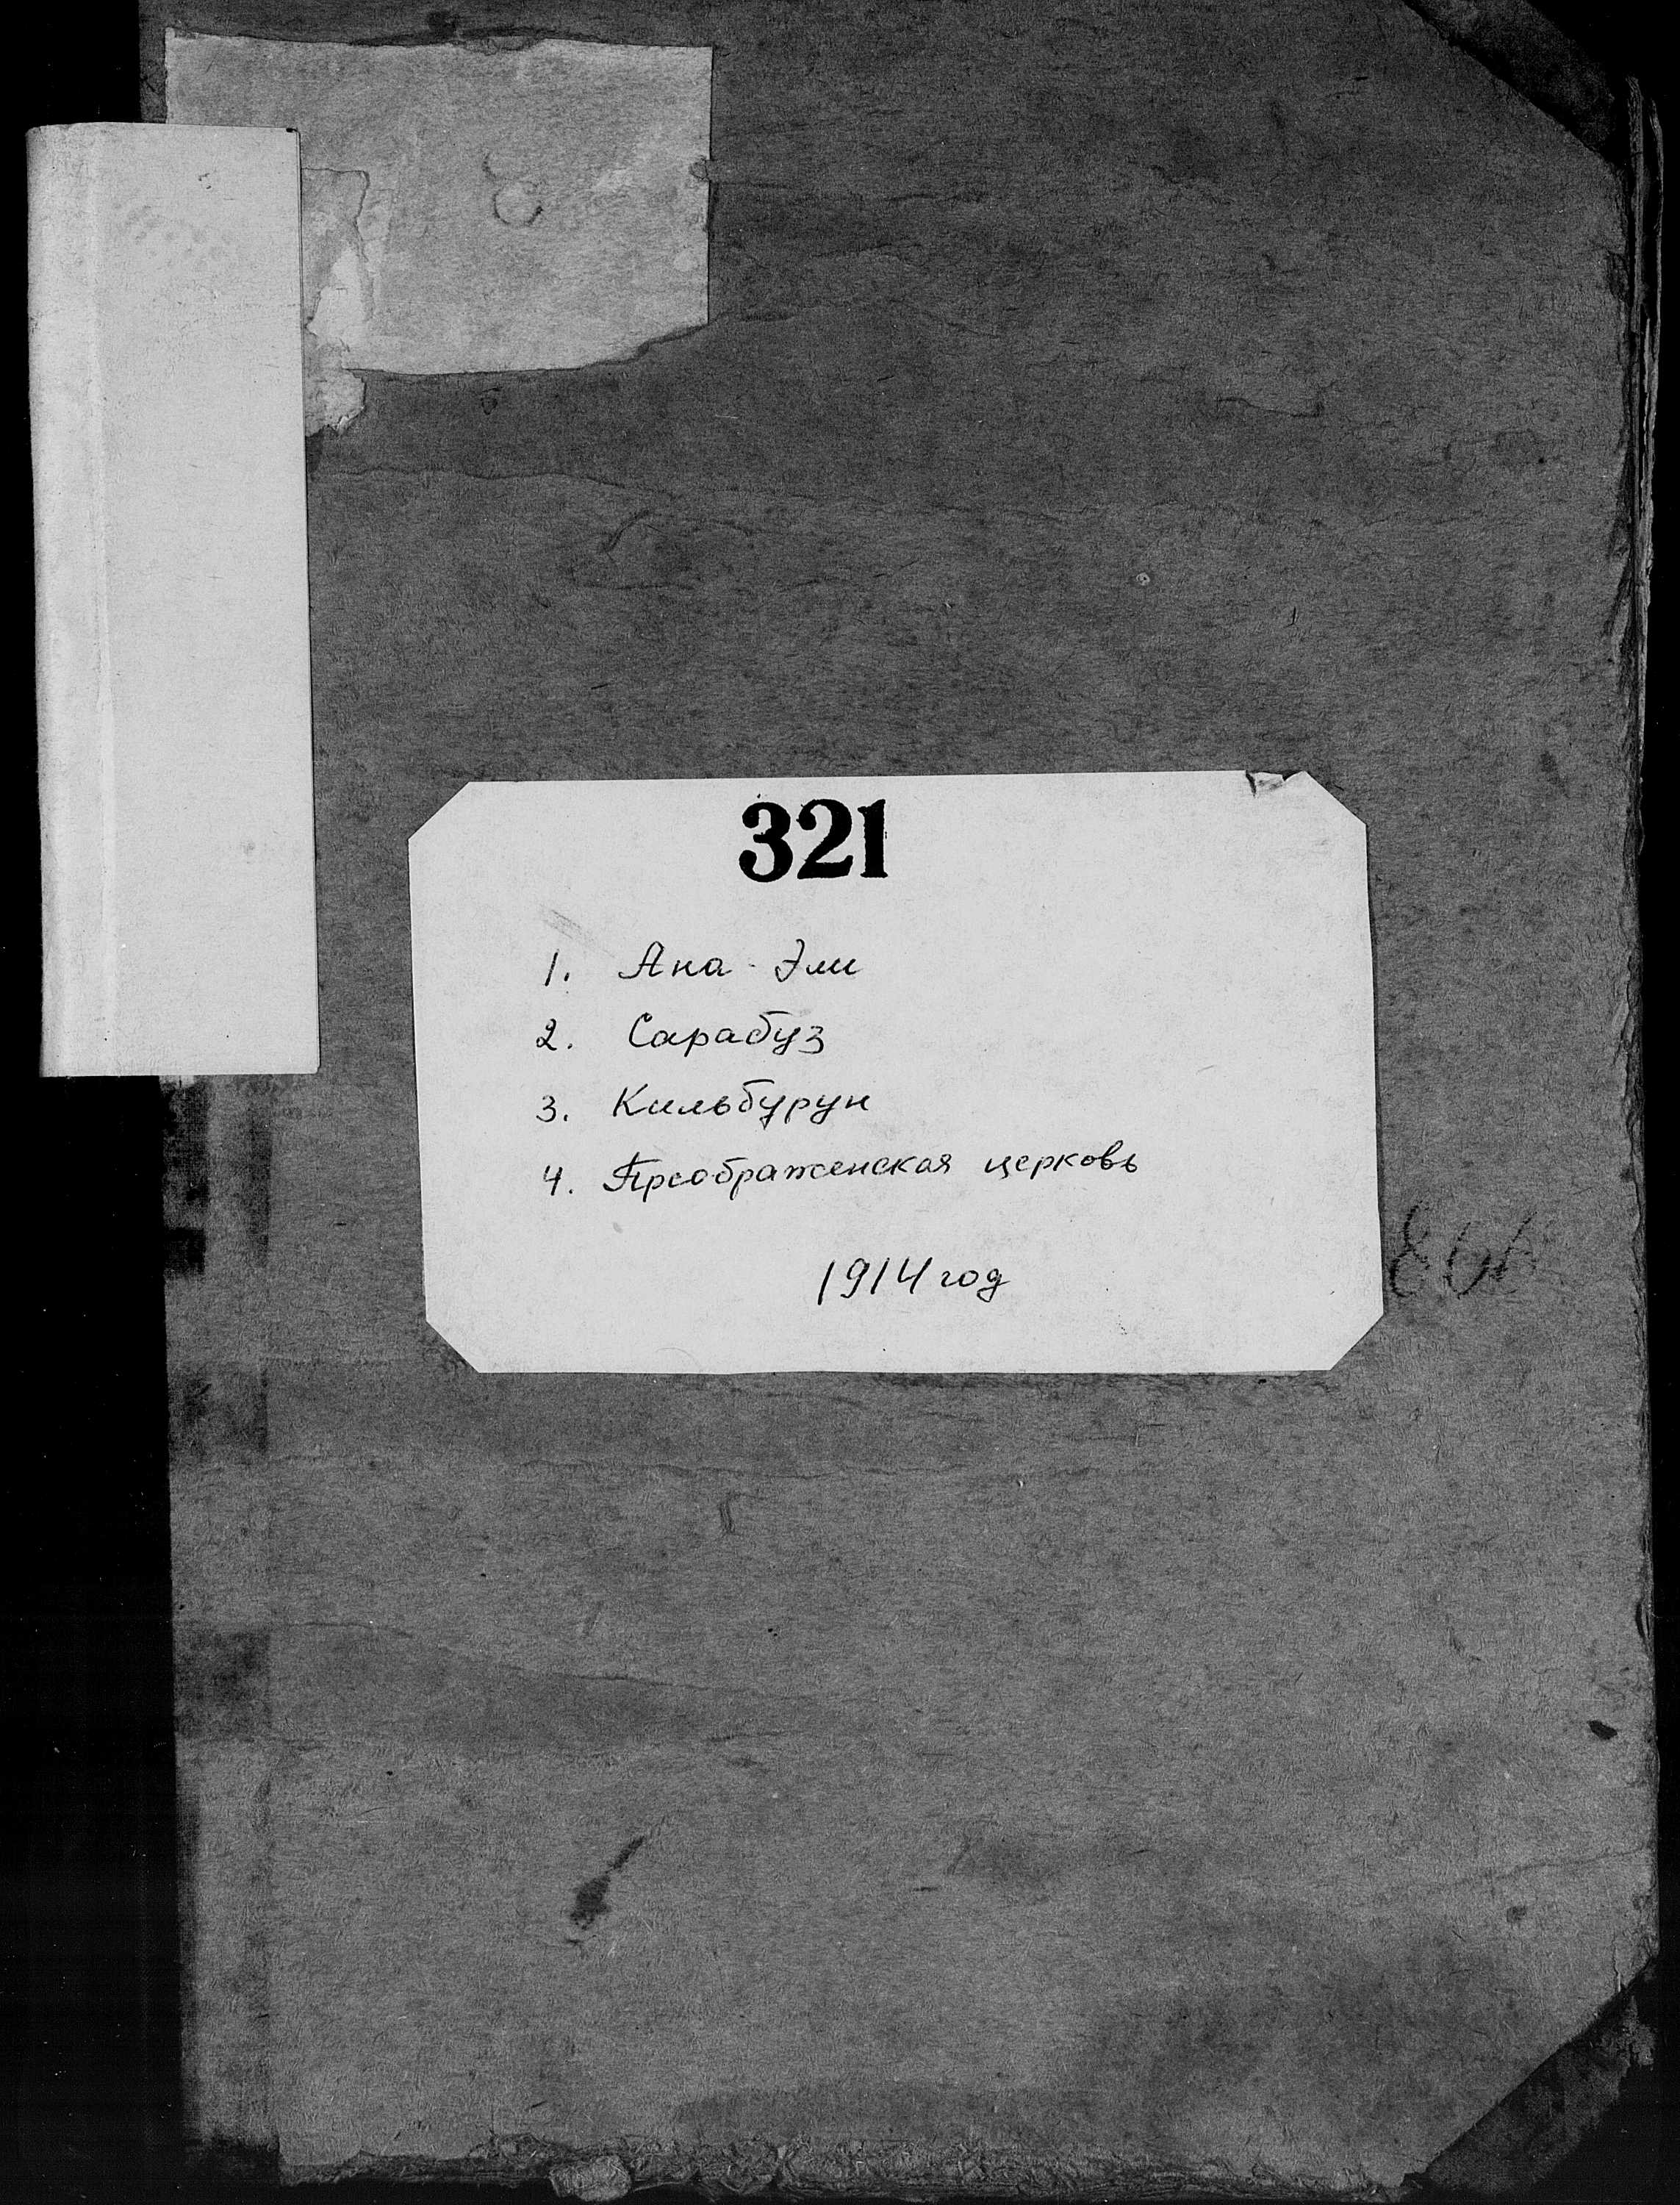 321
1. Ана-Эли
2. Сарабуз
3. Кильбурун
4. Преображенская церковь
1914 год